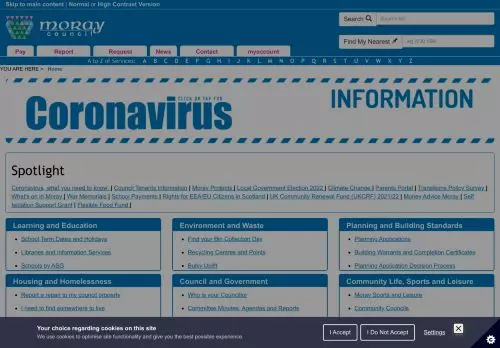 Skip to main content | Normal or High Contrast Version
moray
council
Search
Find My Nearest
eg IV30 1BX
Pay Report Request News Contact myaccount
A to Z of Services: A B C D E F G H I J K L M N O P Q R S T U V W X Y Z
YOU ARE HERE > Home
CLICK OR TAP FOR
Coronavirus INFORMATION
Spotlight
Coronavirus, what you need to know | Council Tenants Information | Moray Protects | Local Government Election 2022 | Climate Change | Parents Portal | Transform Policy Survey |
What's on in Moray | War Memorials | School Payments | Rights for EEA/EU Citizens in Scotland | UK Community Renewal Fund (UKCRF) 2021/22 | Money Advice Moray | Self
Isolation Support Grant | Flexible Food Fund |
Learning and Education
School Term Dates and Holidays
Libraries and Information Services
Schools by ASG
Environment and Waste
Find your Bin Collection Day
Recycling Centres and Points
Bulky Uplift
Planning and Building Standards
Planning Applications
Building Warrants and Completion Certificates
Planning Application Decision Process
Housing and Homelessness
Report a repair to my council property
I need to find somewhere to live
Council and Government
Who is your Councillor
Committee Minutes, Agendas and Reports
Community Life, Sports and Leisure
Moray Sports and Leisure
Community Councils
Your choice regarding cookies on this site
We use cookies to optimise site functionality and give you the best possible experience.
I Accept
I Do Not Accept
Settings